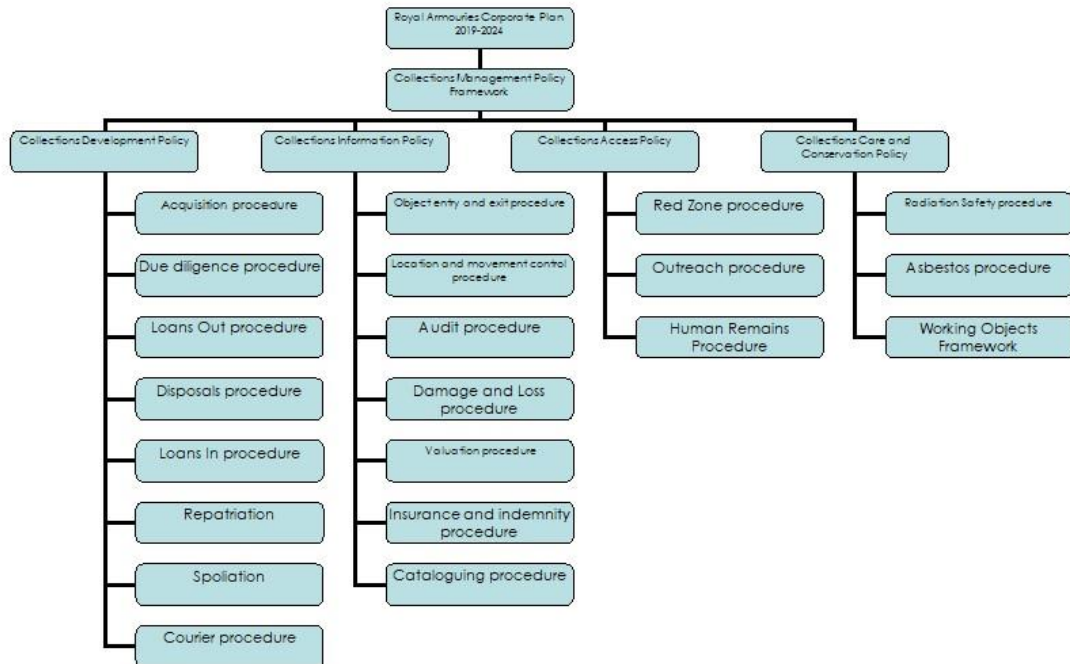 Royal Armouries Corporate Plan
2019-2024
Collections Management Policy
Framework
Collections Development Policy
Collections Information Policy
Collections Access Policy
Collections Care and
Conservation Policy
Acquisition procedure
Due diligence procedure
Loans Out procedure
Disposals procedure
Loans In procedure
Repatriation
Spoliation
Courier procedure
Object entry and exit procedure
Location and movement control
procedure
Audit procedure
Damage and Loss
procedure
Valuation procedure
Insurance and indemnity
procedure
Cataloguing procedure
Red Zone procedure
Outreach procedure
Human Remains
Procedure
Radiation Safety procedure
Asbestos procedure
Working Objects
Framework